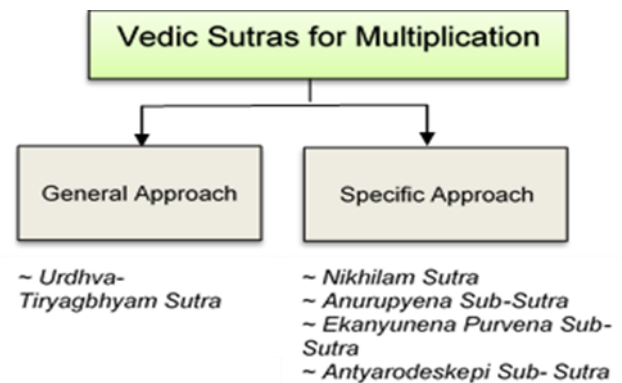 Vedic Sutras for Multiplication
General Approach
Specific Approach
~ Urdhva-
Tiryagbhyam Sutra
~ Nikhilam Sutra
~ Anurupyena Sub-Sutra
~ Ekanyunena Purvena Sub-
Sutra
~ Antyarodeskepi Sub- Sutra